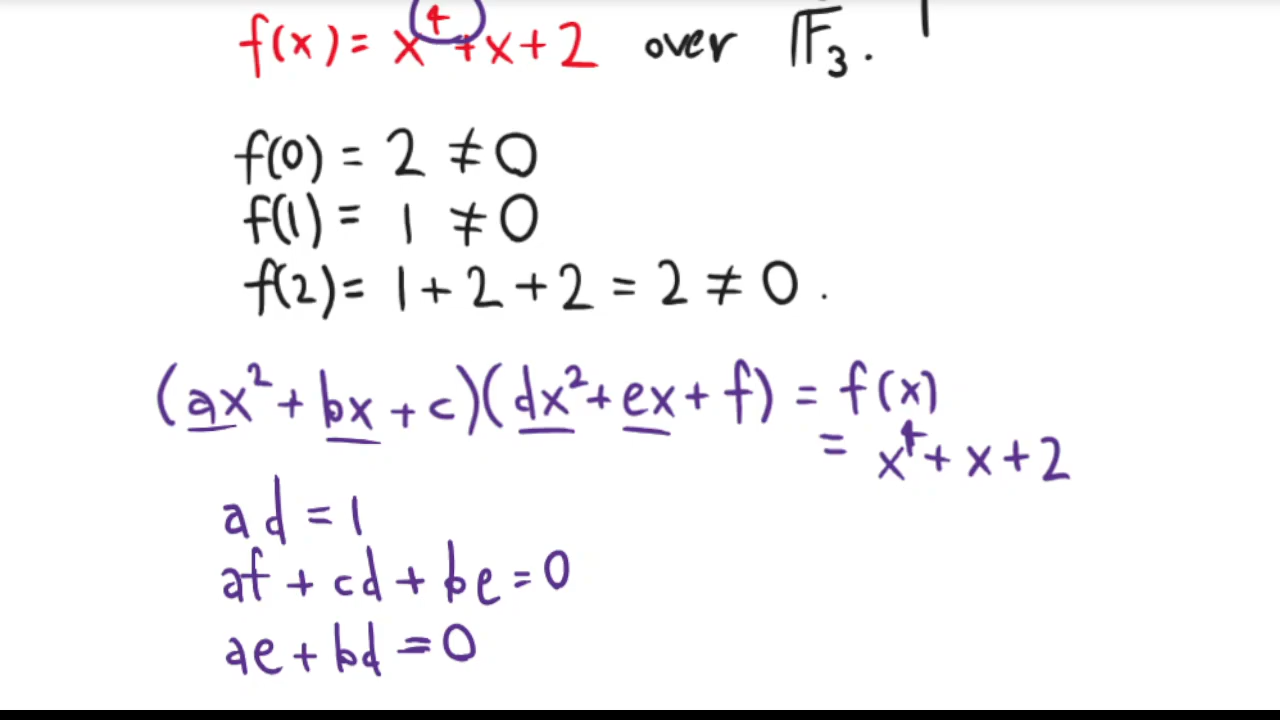 f(x) = x⁴ + x + 2 over 𝔽₃.
f(0) = 2 ≠ 0
f(1) = 1 ≠ 0
f(2) = 1 + 2 + 2 = 2 ≠ 0.
(ax² + bx + c)(dx² + ex + f) = f(x)
= x⁴ + x + 2
ad = 1
af + cd + be = 0
ae + bd = 0